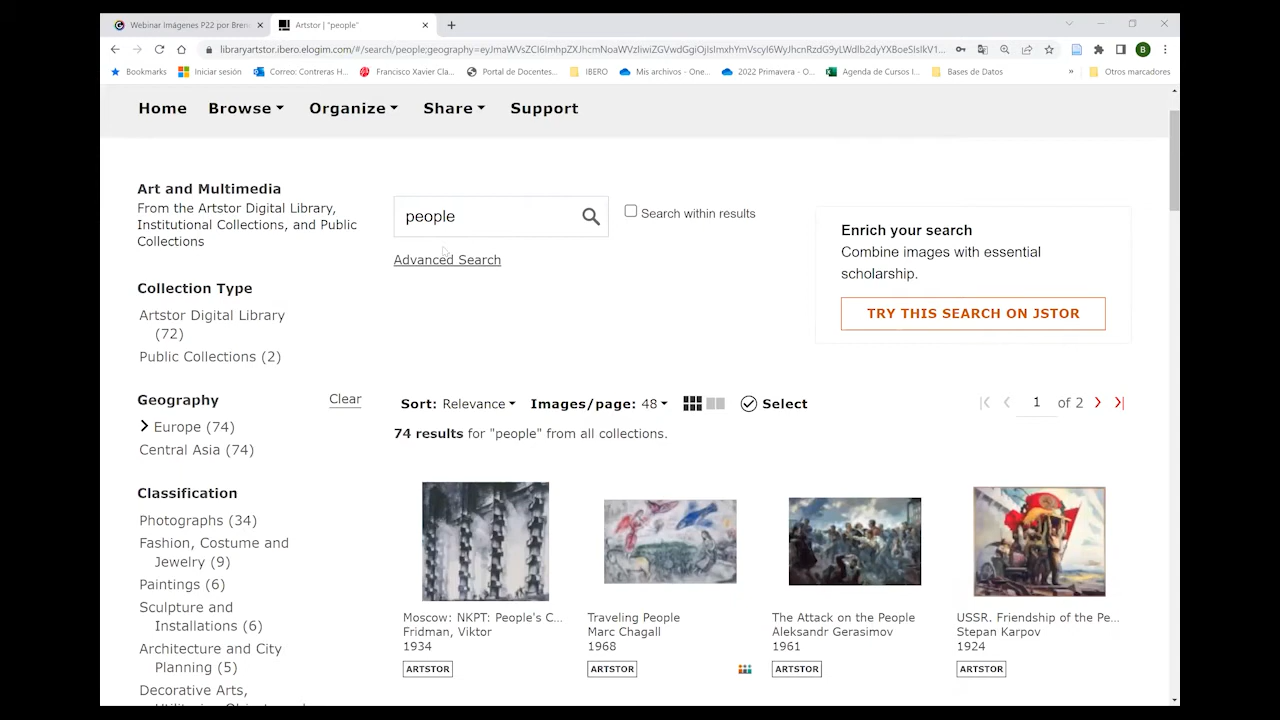 Webinar Imágenes P22 por Bren
Artstor | "people"
libraryartstor.ibero.elogim.com/#/search/people;geography=eyJmaWVsZCI6ImhpZXJhcmNoaWVzIiwiZGVwdGgiOjIsImxhYmVscyI6WyJhcnRzdG9yLWdlb2dyYXBoeSIsIkV1...
Bookmarks
Iniciar sesión
Correo: Contreras H...
Francisco Xavier Cla...
Portal de Docentes...
IBERO
Mis archivos - One...
2022 Primavera - O...
Agenda de Cursos I...
Bases de Datos
»
Otros marcadores
B
Home
Browse
Organize
Share
Support
Art and Multimedia
From the Artstor Digital Library,
Institutional Collections, and Public
Collections
people
Search within results
Advanced Search
Enrich your search
Combine images with essential
scholarship.
TRY THIS SEARCH ON JSTOR
Collection Type
Artstor Digital Library
(72)
Public Collections (2)
Geography
Clear
Europe (74)
Central Asia (74)
Classification
Photographs (34)
Fashion, Costume and
Jewelry (9)
Paintings (6)
Sculpture and
Installations (6)
Architecture and City
Planning (5)
Decorative Arts,
Sort: Relevance
Images/page: 48
Select
1 of 2
74 results for "people" from all collections.
Moscow: NKPT: People's C...
Fridman, Viktor
1934
ARTSTOR
Traveling People
Marc Chagall
1968
ARTSTOR
The Attack on the People
Aleksandr Gerasimov
1961
ARTSTOR
USSR. Friendship of the Pe...
Stepan Karpov
1924
ARTSTOR